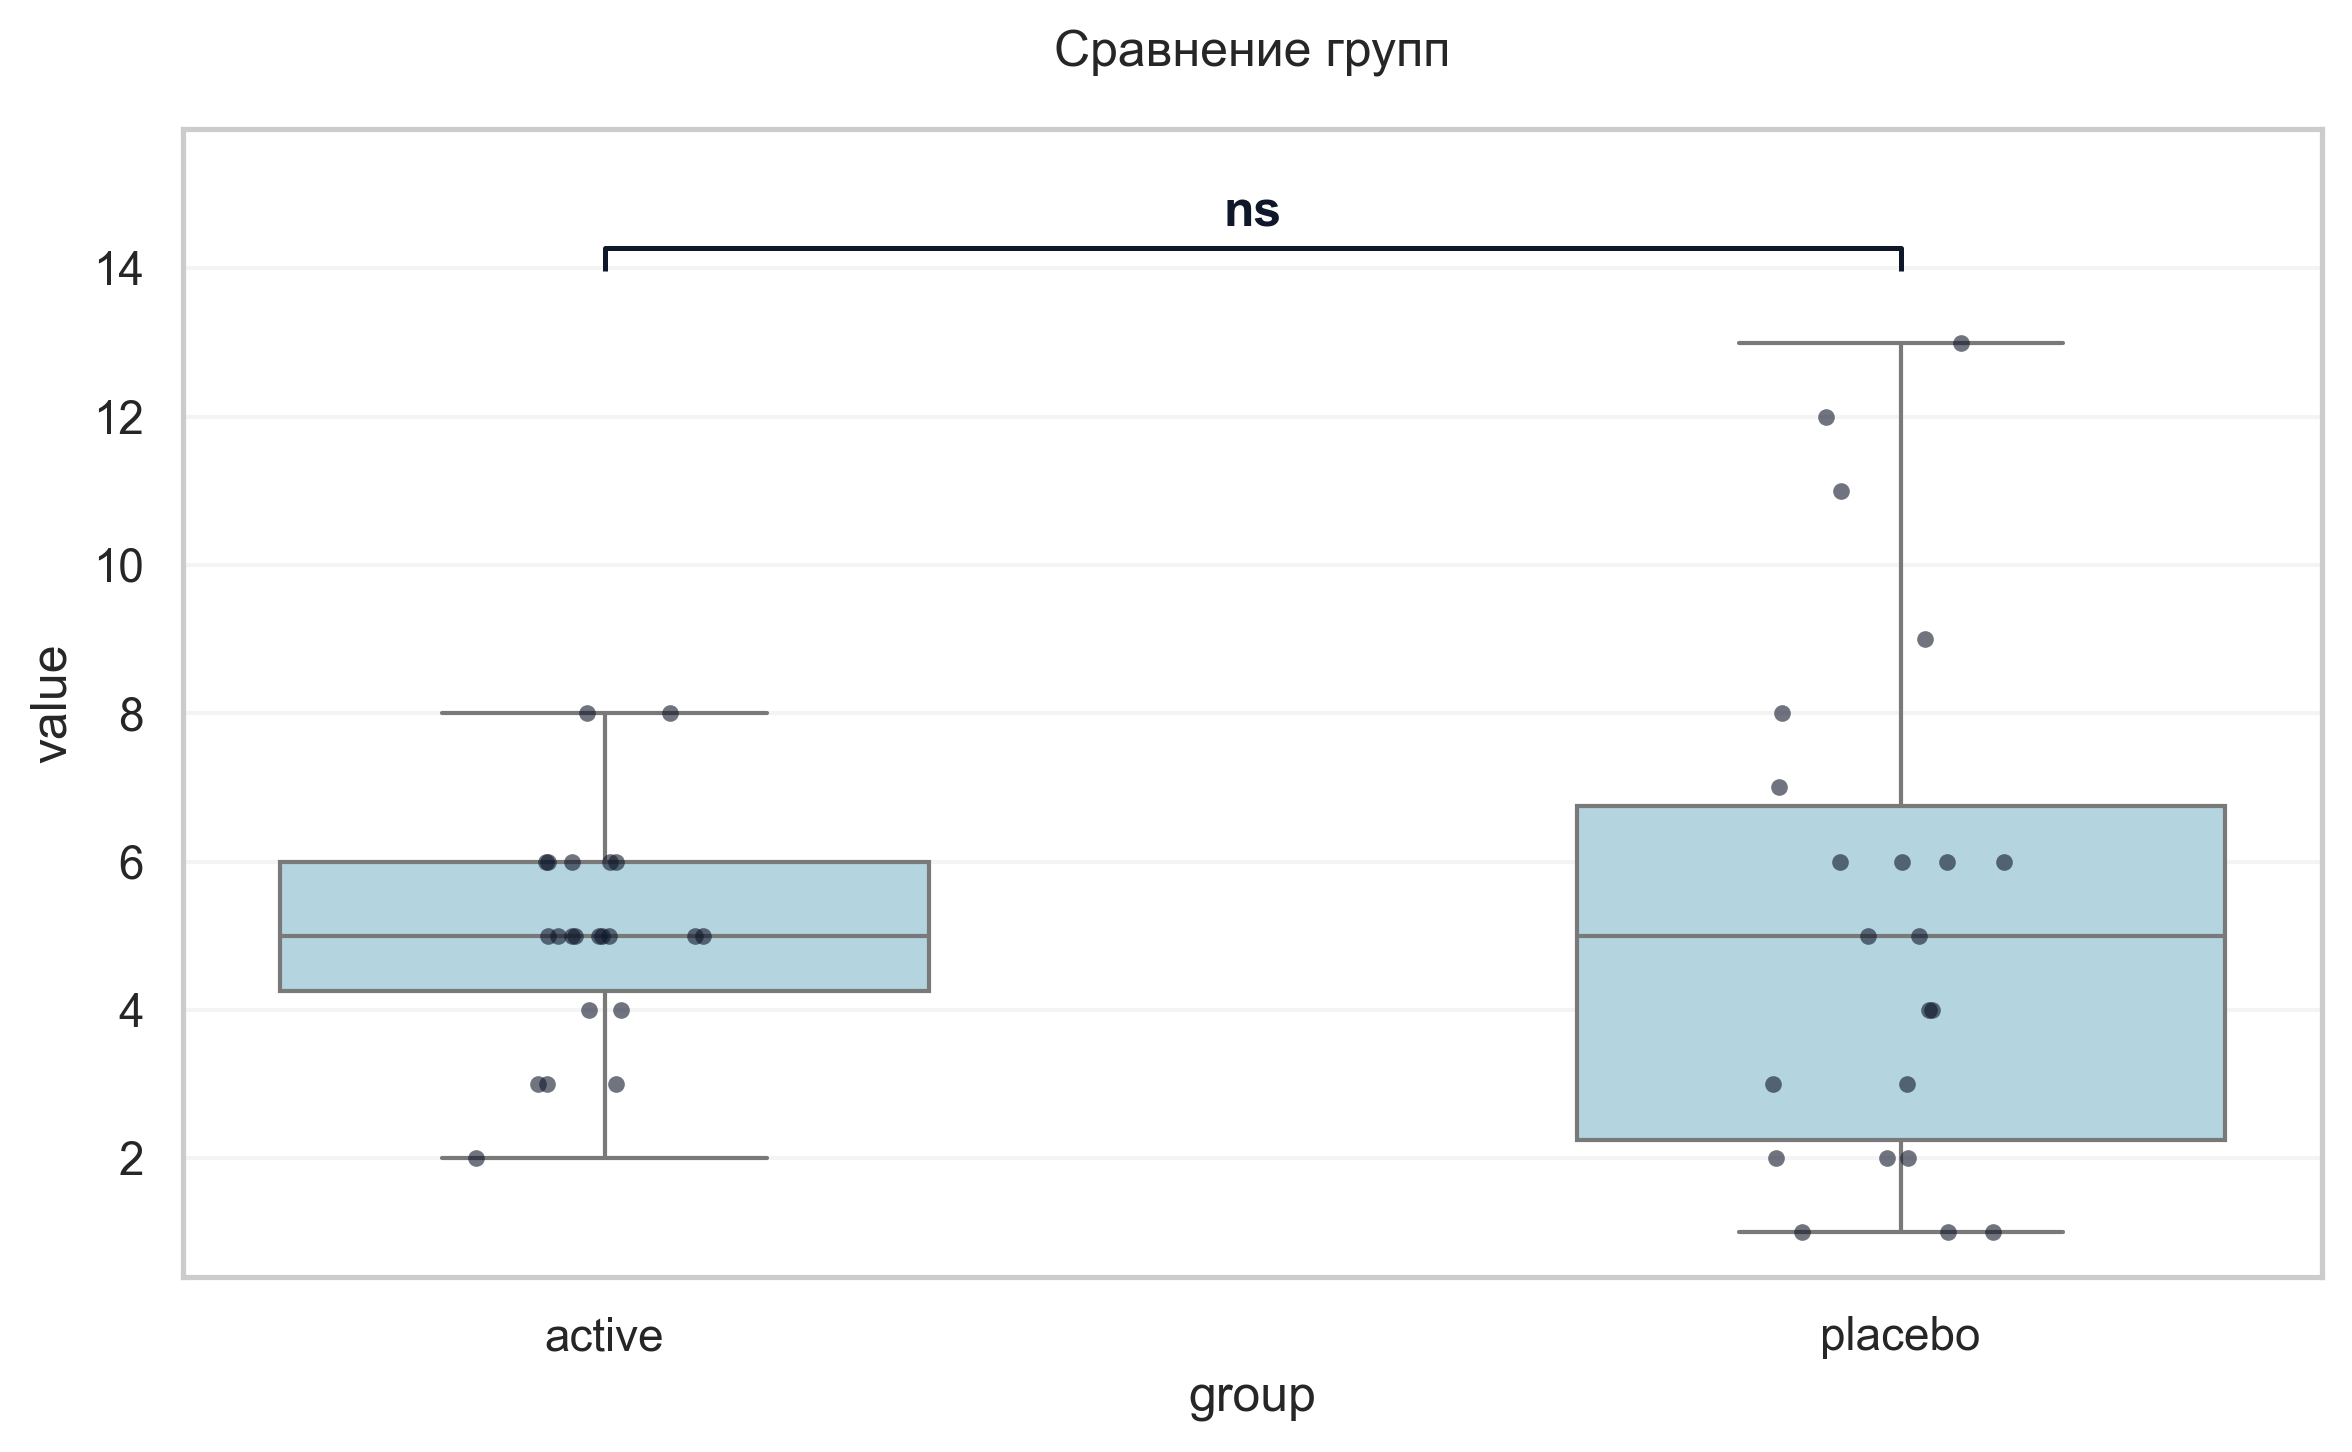 Сравнение групп
ns
14
12
10
8
6
4
2
value
active
placebo
group